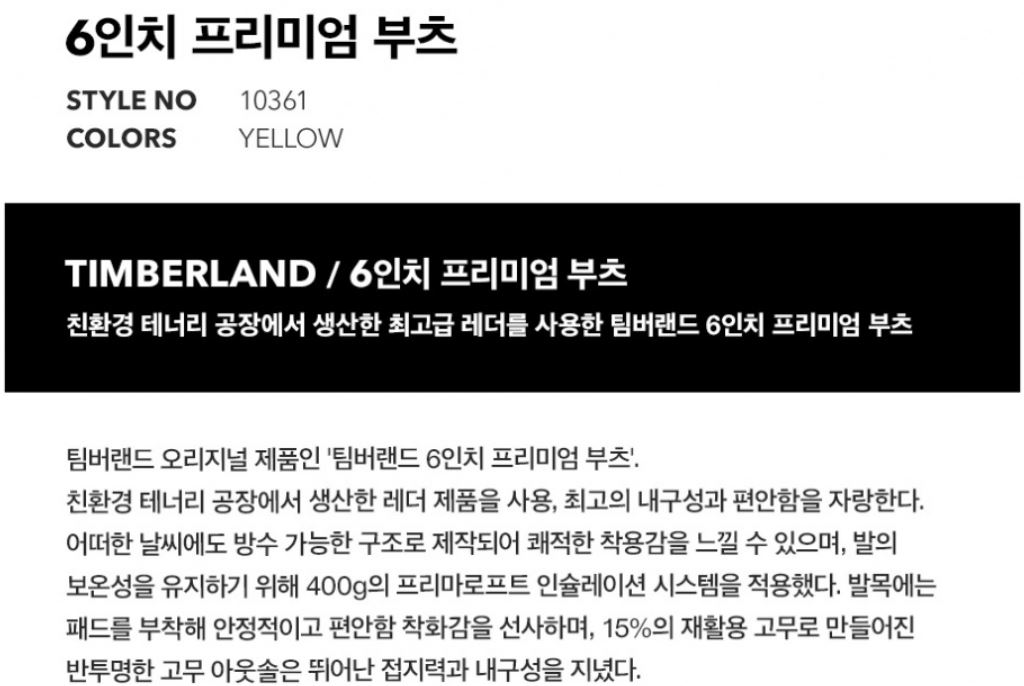 6인치 프리미엄 부츠
STYLE NO 10361
COLORS YELLOW
TIMBERLAND / 6인치 프리미엄 부츠
친환경 테너리 공장에서 생산한 최고급 레더를 사용한 팀버랜드 6인치 프리미엄 부츠
팀버랜드 오리지널 제품인 '팀버랜드 6인치 프리미엄 부츠'.
친환경 테너리 공장에서 생산한 레더 제품을 사용, 최고의 내구성과 편안함을 자랑한다.
어떠한 날씨에도 방수 가능한 구조로 제작되어 쾌적한 착용감을 느낄 수 있으며, 발의
보온성을 유지하기 위해 400g의 프리마로프트 인슐레이션 시스템을 적용했다. 발목에는
패드를 부착해 안정적이고 편안함 착화감을 선사하며, 15%의 재활용 고무로 만들어진
반투명한 고무 아웃솔은 뛰어난 접지력과 내구성을 지녔다.